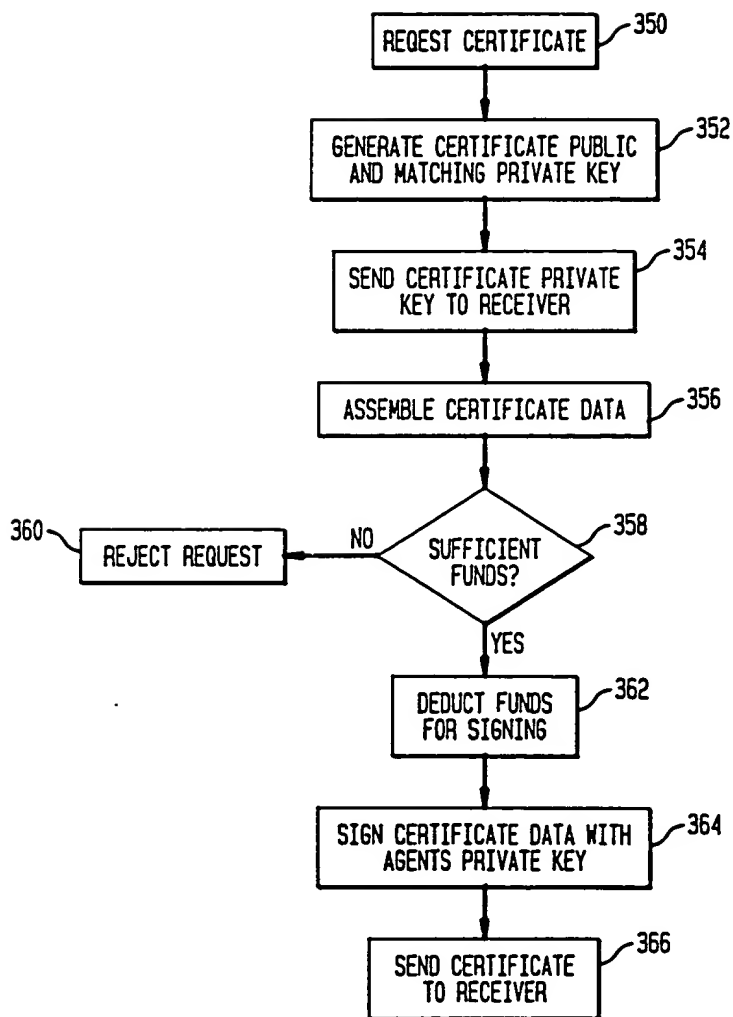 REQEST CERTIFICATE
350
GENERATE CERTIFICATE PUBLIC
AND MATCHING PRIVATE KEY
352
SEND CERTIFICATE PRIVATE
KEY TO RECEIVER
354
ASSEMBLE CERTIFICATE DATA
356
SUFFICIENT
FUNDS?
358
NO
360
REJECT REQUEST
YES
DEDUCT FUNDS
FOR SIGNING
362
SIGN CERTIFICATE DATA WITH
AGENTS PRIVATE KEY
364
SEND CERTIFICATE
TO RECEIVER
366